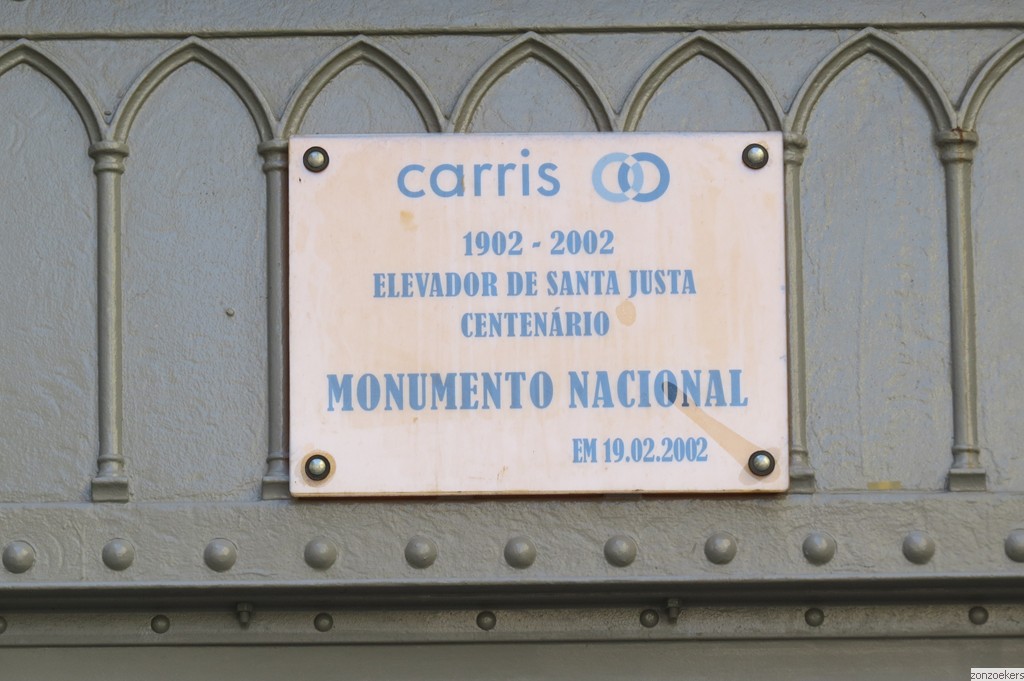 carris
1902 - 2002
ELEVADOR DE SANTA JUSTA
CENTENÁRIO
MONUMENTO NACIONAL
EM 19.02.2002
zonzoekers